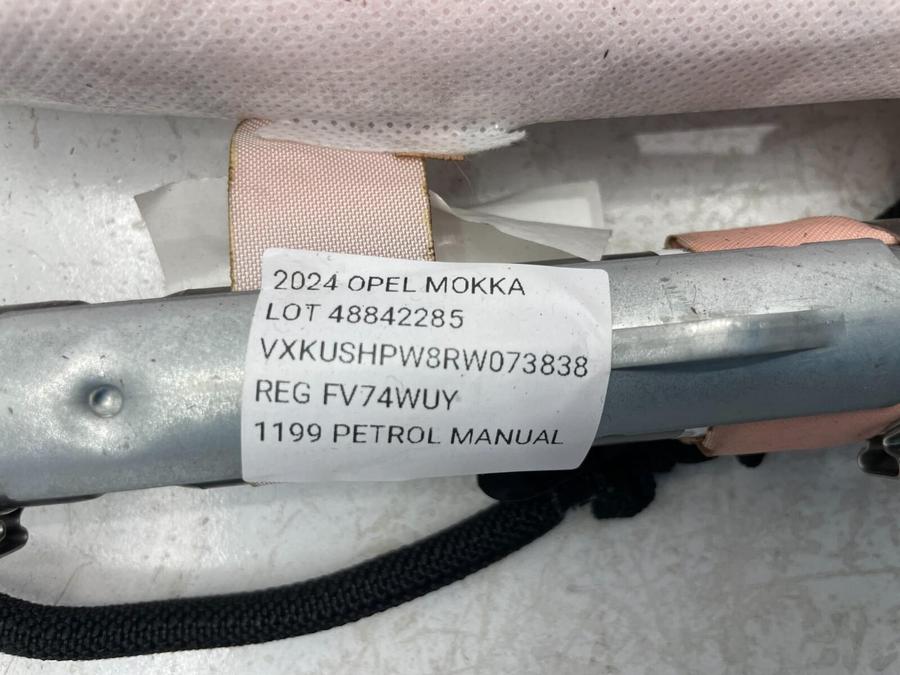 2024 OPEL MOKKA
LOT 48842285
VXKUSHPW8RW073838
REG FV74WUY
1199 PETROL MANUAL